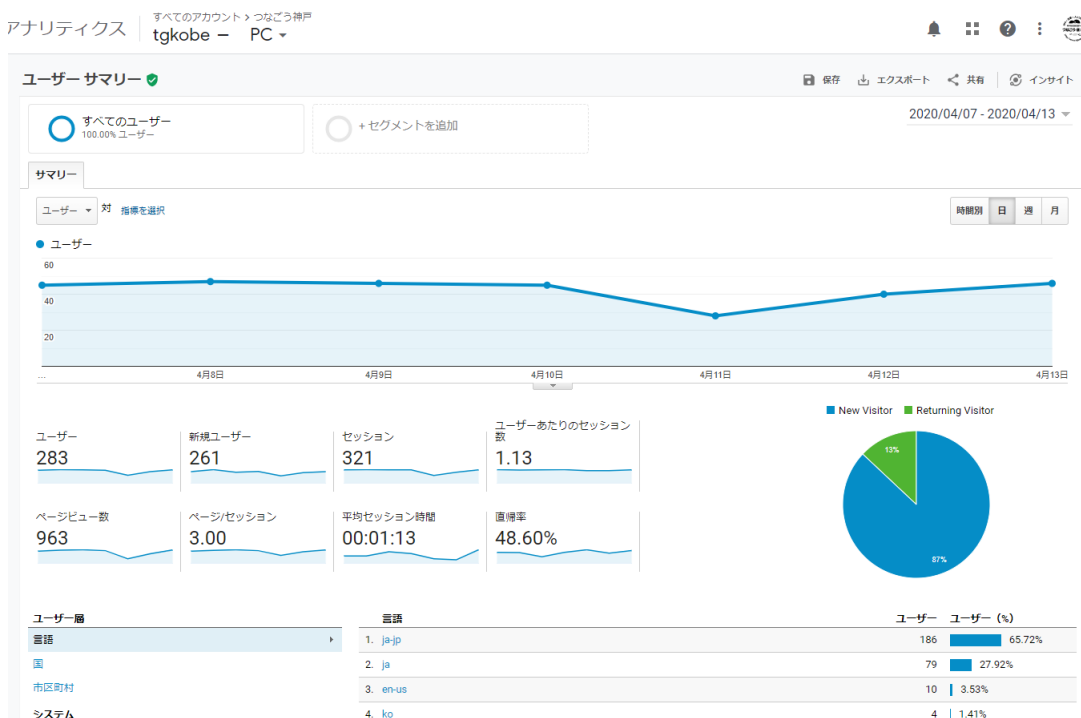 アナリティクス
すべてのアカウント > つなごう神戸
tgkobe – PC
ユーザー サマリー
保存
エクスポート
共有
インサイト
すべてのユーザー
100.00% ユーザー
+ セグメントを追加
2020/04/07 - 2020/04/13
サマリー
ユーザー
対
指標を選択
時間別
日
週
月
ユーザー
60
40
20
...
4月8日
4月9日
4月10日
4月11日
4月12日
4月13日
New Visitor
Returning Visitor
ユーザー
283
新規ユーザー
261
セッション
321
ユーザーあたりのセッション
数
1.13
ページビュー数
963
ページ/セッション
3.00
平均セッション時間
00:01:13
直帰率
48.60%
13%
87%
ユーザー層
言語
国
市区町村
システム
言語
ユーザー
ユーザー（%）
1. ja-jp
186
65.72%
2. ja
79
27.92%
3. en-us
10
3.53%
4. ko
4
1.41%